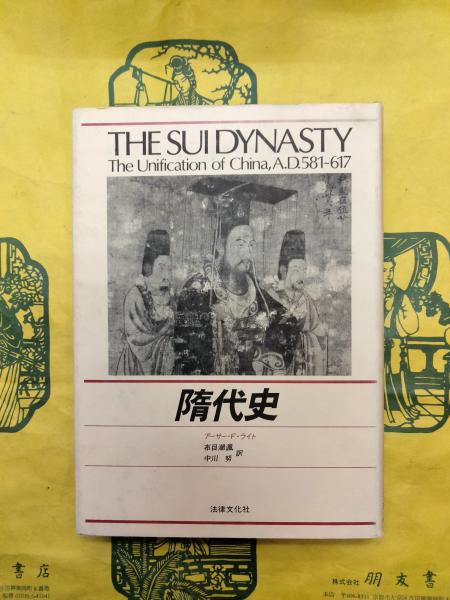 THE SUI DYNASTY
The Unification of China, A.D.581-617
隋代史
アーサー・F・ライト
布目潮渢
中川 努 訳
法律文化社
書店
株式会社 朋友書